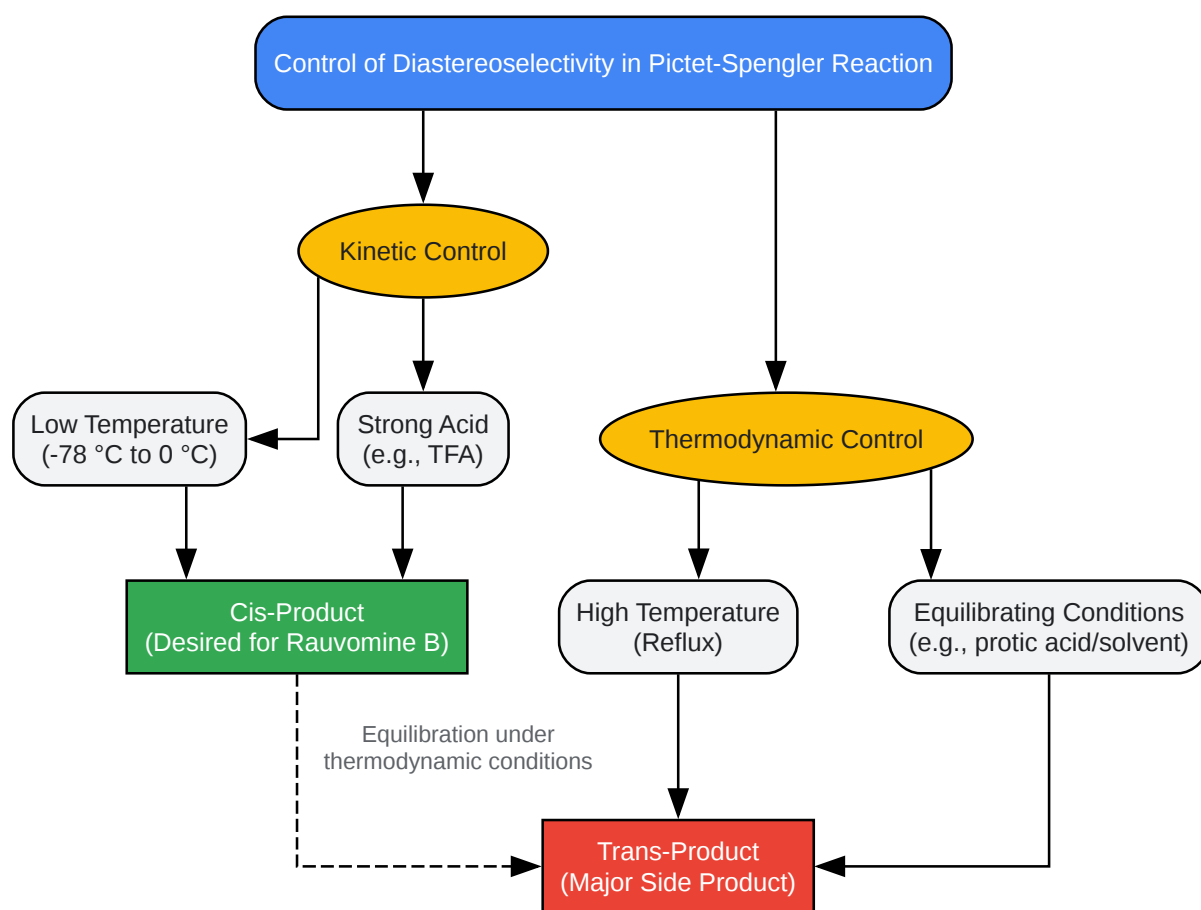 Control of Diastereoselectivity in Pictet-Spengler Reaction
Kinetic Control
Low Temperature
(-78 °C to 0 °C)
Strong Acid
(e.g., TFA)
Thermodynamic Control
Cis-Product
(Desired for Rauvomine B)
High Temperature
(Reflux)
Equilibrating Conditions
(e.g., protic acid/solvent)
Equilibration under
thermodynamic conditions
Trans-Product
(Major Side Product)